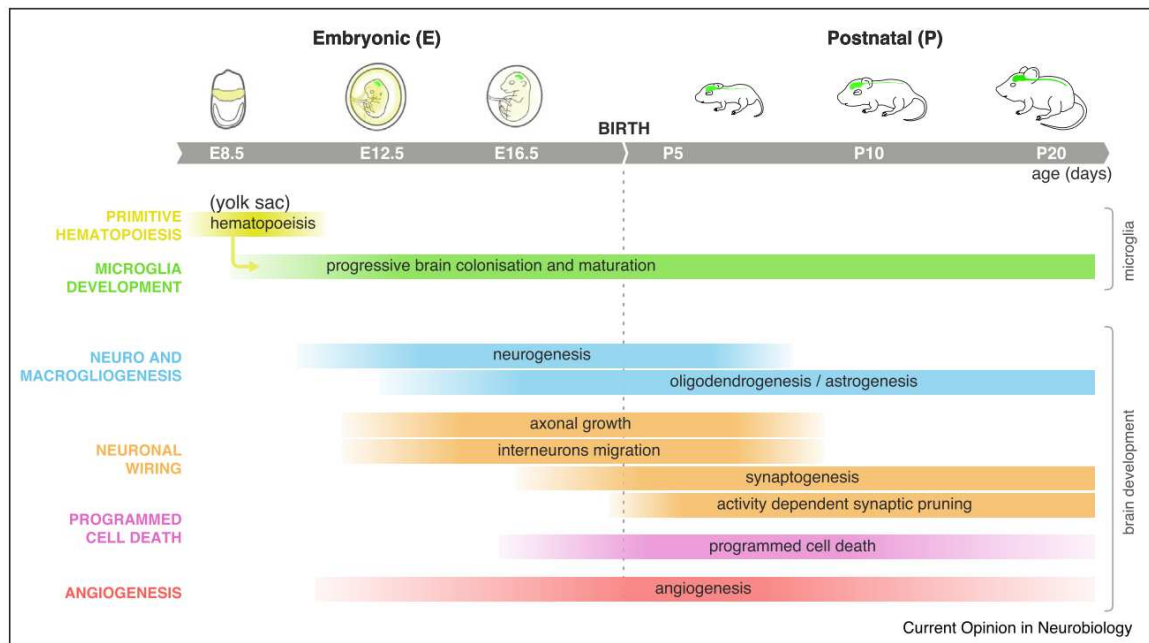 Embryonic (E)
Postnatal (P)
BIRTH
E8.5
E12.5
E16.5
P5
P10
P20
age (days)
PRIMITIVE
HEMATOPOIESIS
(yolk sac)
hematopoeisis
MICROGLIA
DEVELOPMENT
progressive brain colonisation and maturation
microglia
NEURO AND
MACROGLIOGENESIS
neurogenesis
oligodendrogenesis / astrogenesis
NEURONAL
WIRING
axonal growth
interneurons migration
synaptogenesis
activity dependent synaptic pruning
PROGRAMMED
CELL DEATH
programmed cell death
ANGIOGENESIS
angiogenesis
brain development
Current Opinion in Neurobiology